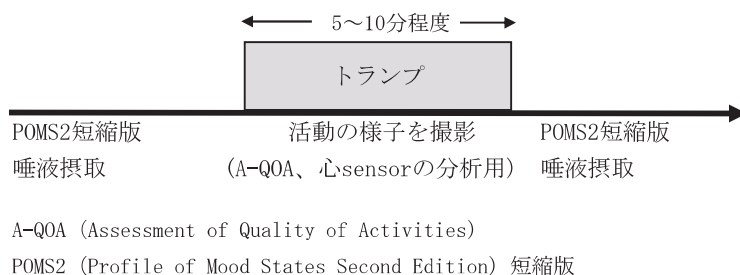 5～10分程度
トランプ
POMS2短縮版 活動の様子を撮影 POMS2短縮版
唾液摂取 (A-QOA、心sensorの分析用) 唾液摂取
A-QOA (Assessment of Quality of Activities)
POMS2 (Profile of Mood States Second Edition) 短縮版